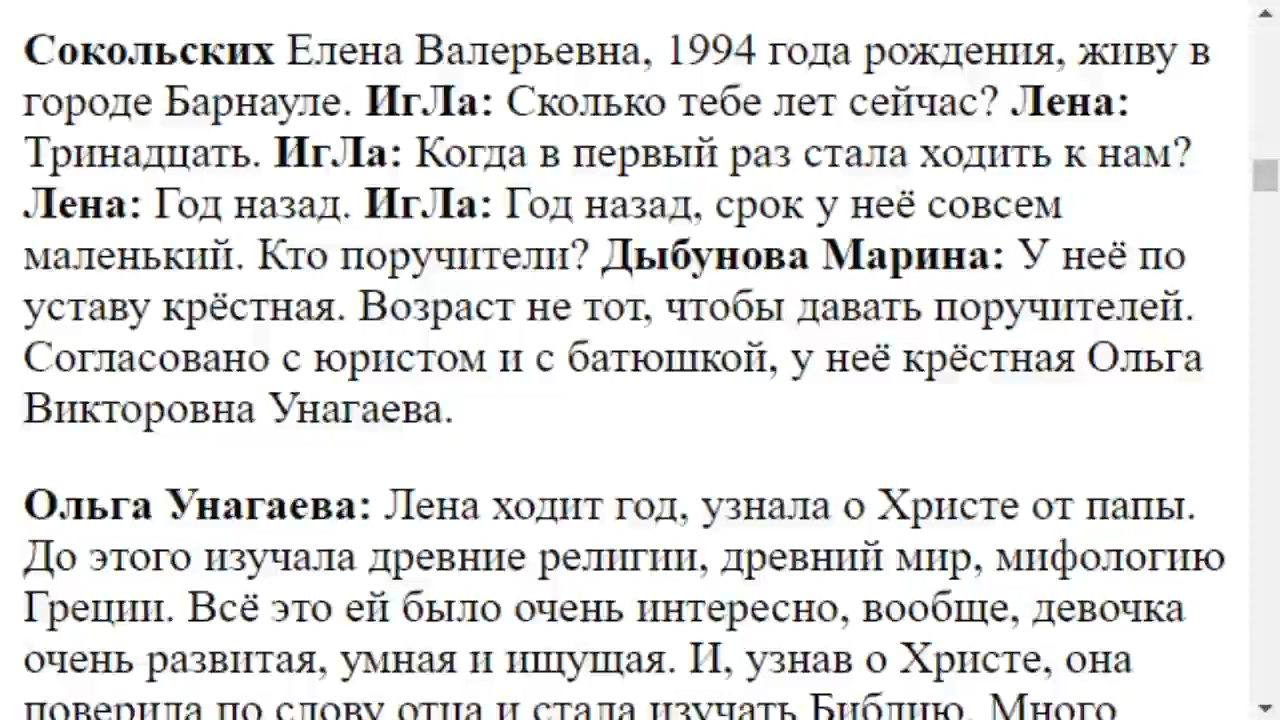 Сокольских Елена Валерьевна, 1994 года рождения, живу в
городе Барнауле. ИгЛа: Сколько тебе лет сейчас? Лена:
Тринадцать. ИгЛа: Когда в первый раз стала ходить к нам?
Лена: Год назад. ИгЛа: Год назад, срок у неё совсем
маленький. Кто поручители? Дыбунова Марина: У неё по
уставу крёстная. Возраст не тот, чтобы давать поручителей.
Согласовано с юристом и с батюшкой, у неё крёстная Ольга
Викторовна Унагаева.
Ольга Унагаева: Лена ходит год, узнала о Христе от папы.
До этого изучала древние религии, древний мир, мифологию
Греции. Всё это ей было очень интересно, вообще, девочка
очень развитая, умная и ищущая. И, узнав о Христе, она
поверила по слову отца и стала изучать Библию. Много